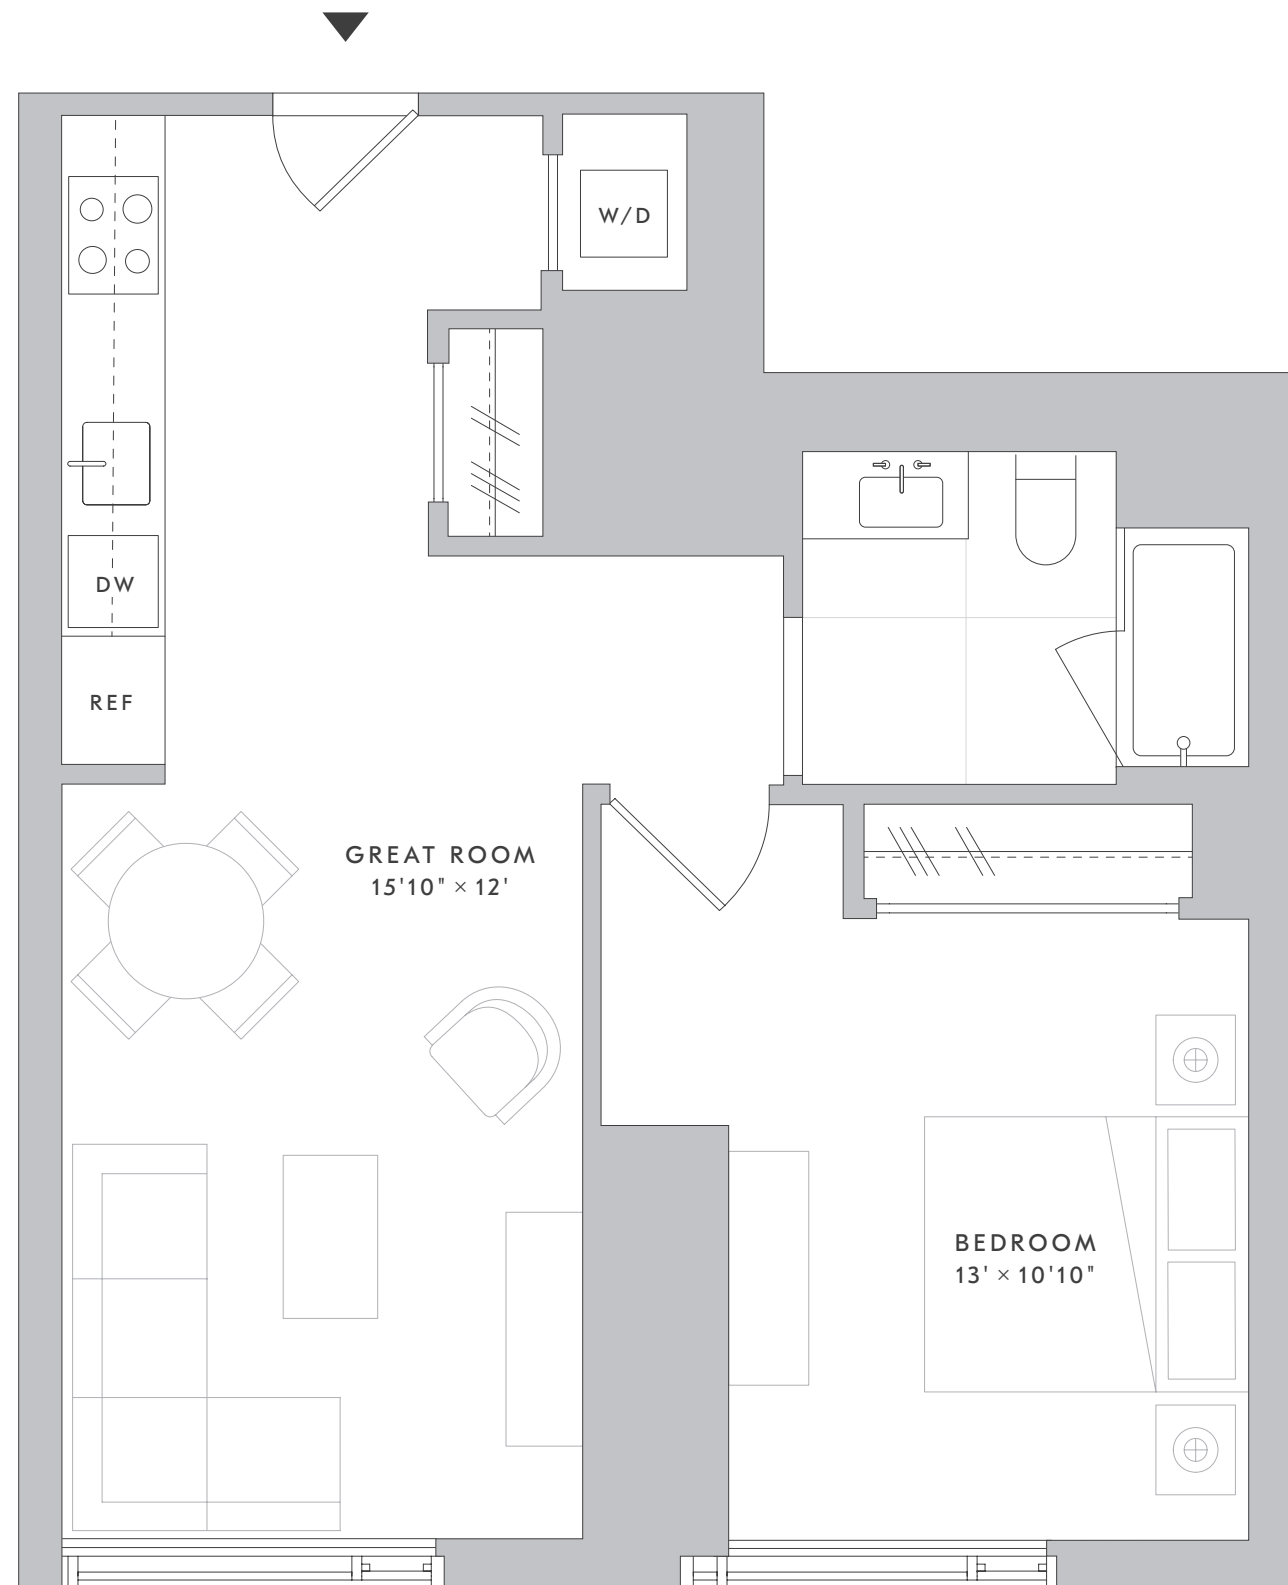 W/D
DW
REF
GREAT ROOM
15'10" × 12'
BEDROOM
13' × 10'10"